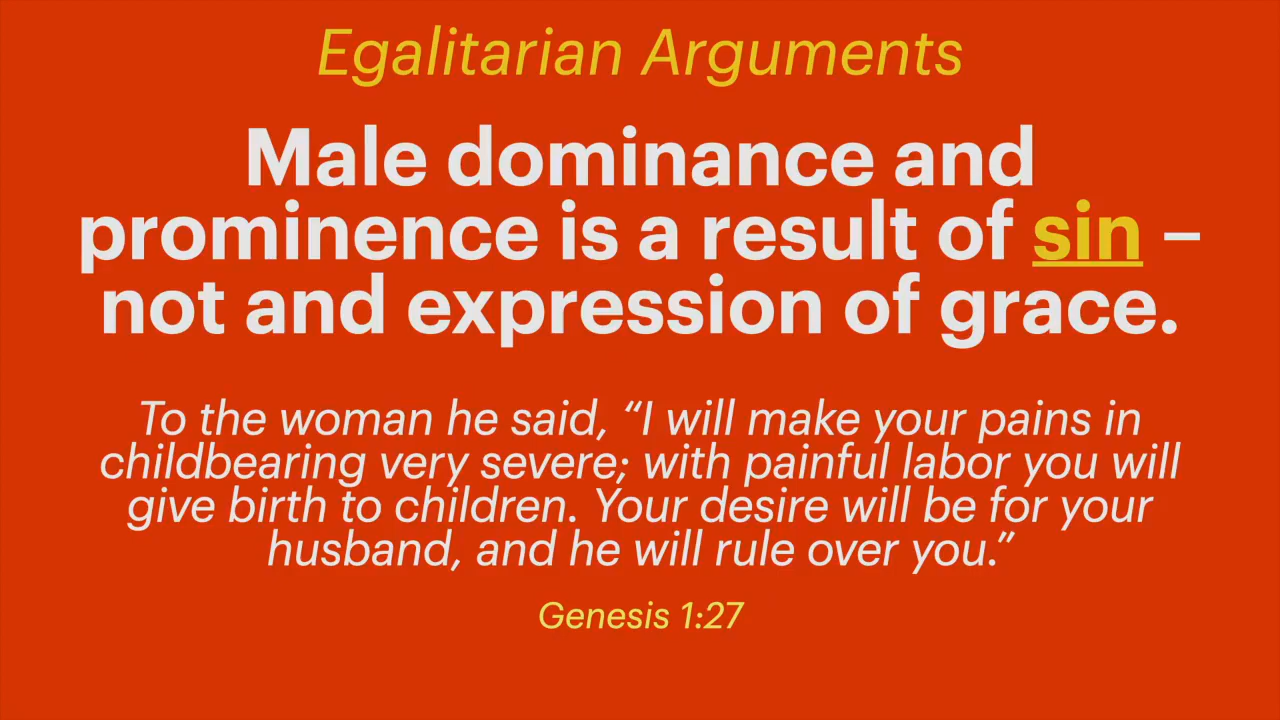 Egalitarian Arguments
Male dominance and
prominence is a result of sin –
not and expression of grace.
To the woman he said, “I will make your pains in
childbearing very severe; with painful labor you will
give birth to children. Your desire will be for your
husband, and he will rule over you.”
Genesis 1:27